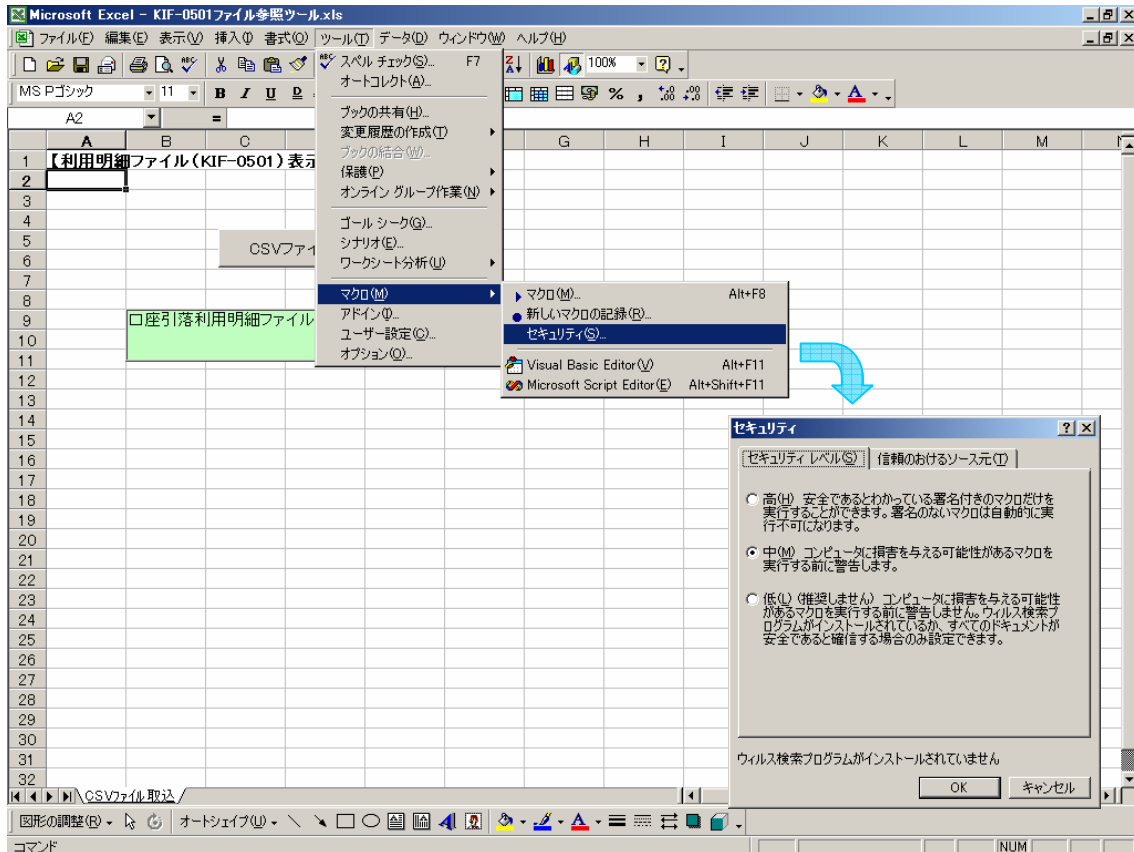 Microsoft Excel - KIF-0501ファイル参照ツール.xls
ファイル(F) 編集(E) 表示(V) 挿入(I) 書式(O) ツール(T) データ(D) ウィンドウ(W) ヘルプ(H)
100%
MS Pゴシック 11 B I U D % ,
A2 =
A B C G H I J K L M
1 【利用明細ファイル(KIF-0501)表示
2
3
4
5 CSVファイ
6
7
8
9 口座引落利用明細ファイル
10
11
12
13
14
15
16
17
18
19
20
21
22
23
24
25
26
27
28
29
30
31
32
スペル チェック(S)... F7
オートコレクト(A)...
ブックの共有(H)...
変更履歴の作成(T)
ブックの結合(W)...
保護(P)
オンライン グループ作業(N)
ゴール シーク(G)...
シナリオ(E)...
ワークシート分析(U)
マクロ(M)
アドイン(I)...
ユーザー設定(C)...
オプション(O)...
マクロ(M)... Alt+F8
新しいマクロの記録(R)...
セキュリティ(S)...
Visual Basic Editor(V) Alt+F11
Microsoft Script Editor(E) Alt+Shift+F11
セキュリティ
セキュリティ レベル(S) 信頼のおけるソース元(T)
高(H) 安全であるとわかっている署名付きのマクロだけを
実行することができます。署名のないマクロは自動的に実
行不可になります。
中(M) コンピュータに損害を与える可能性があるマクロを
実行する前に警告します。
低(L) (推奨しません) コンピュータに損害を与える可能性
があるマクロを実行する前に警告しません。ウィルス検索プ
ログラムがインストールされているか、すべてのドキュメントが
安全であると確信する場合のみ設定できます。
ウィルス検索プログラムがインストールされていません
OK キャンセル
CSVファイル取込
図形の調整(R) オートシェイプ(U)
コマンド NUM